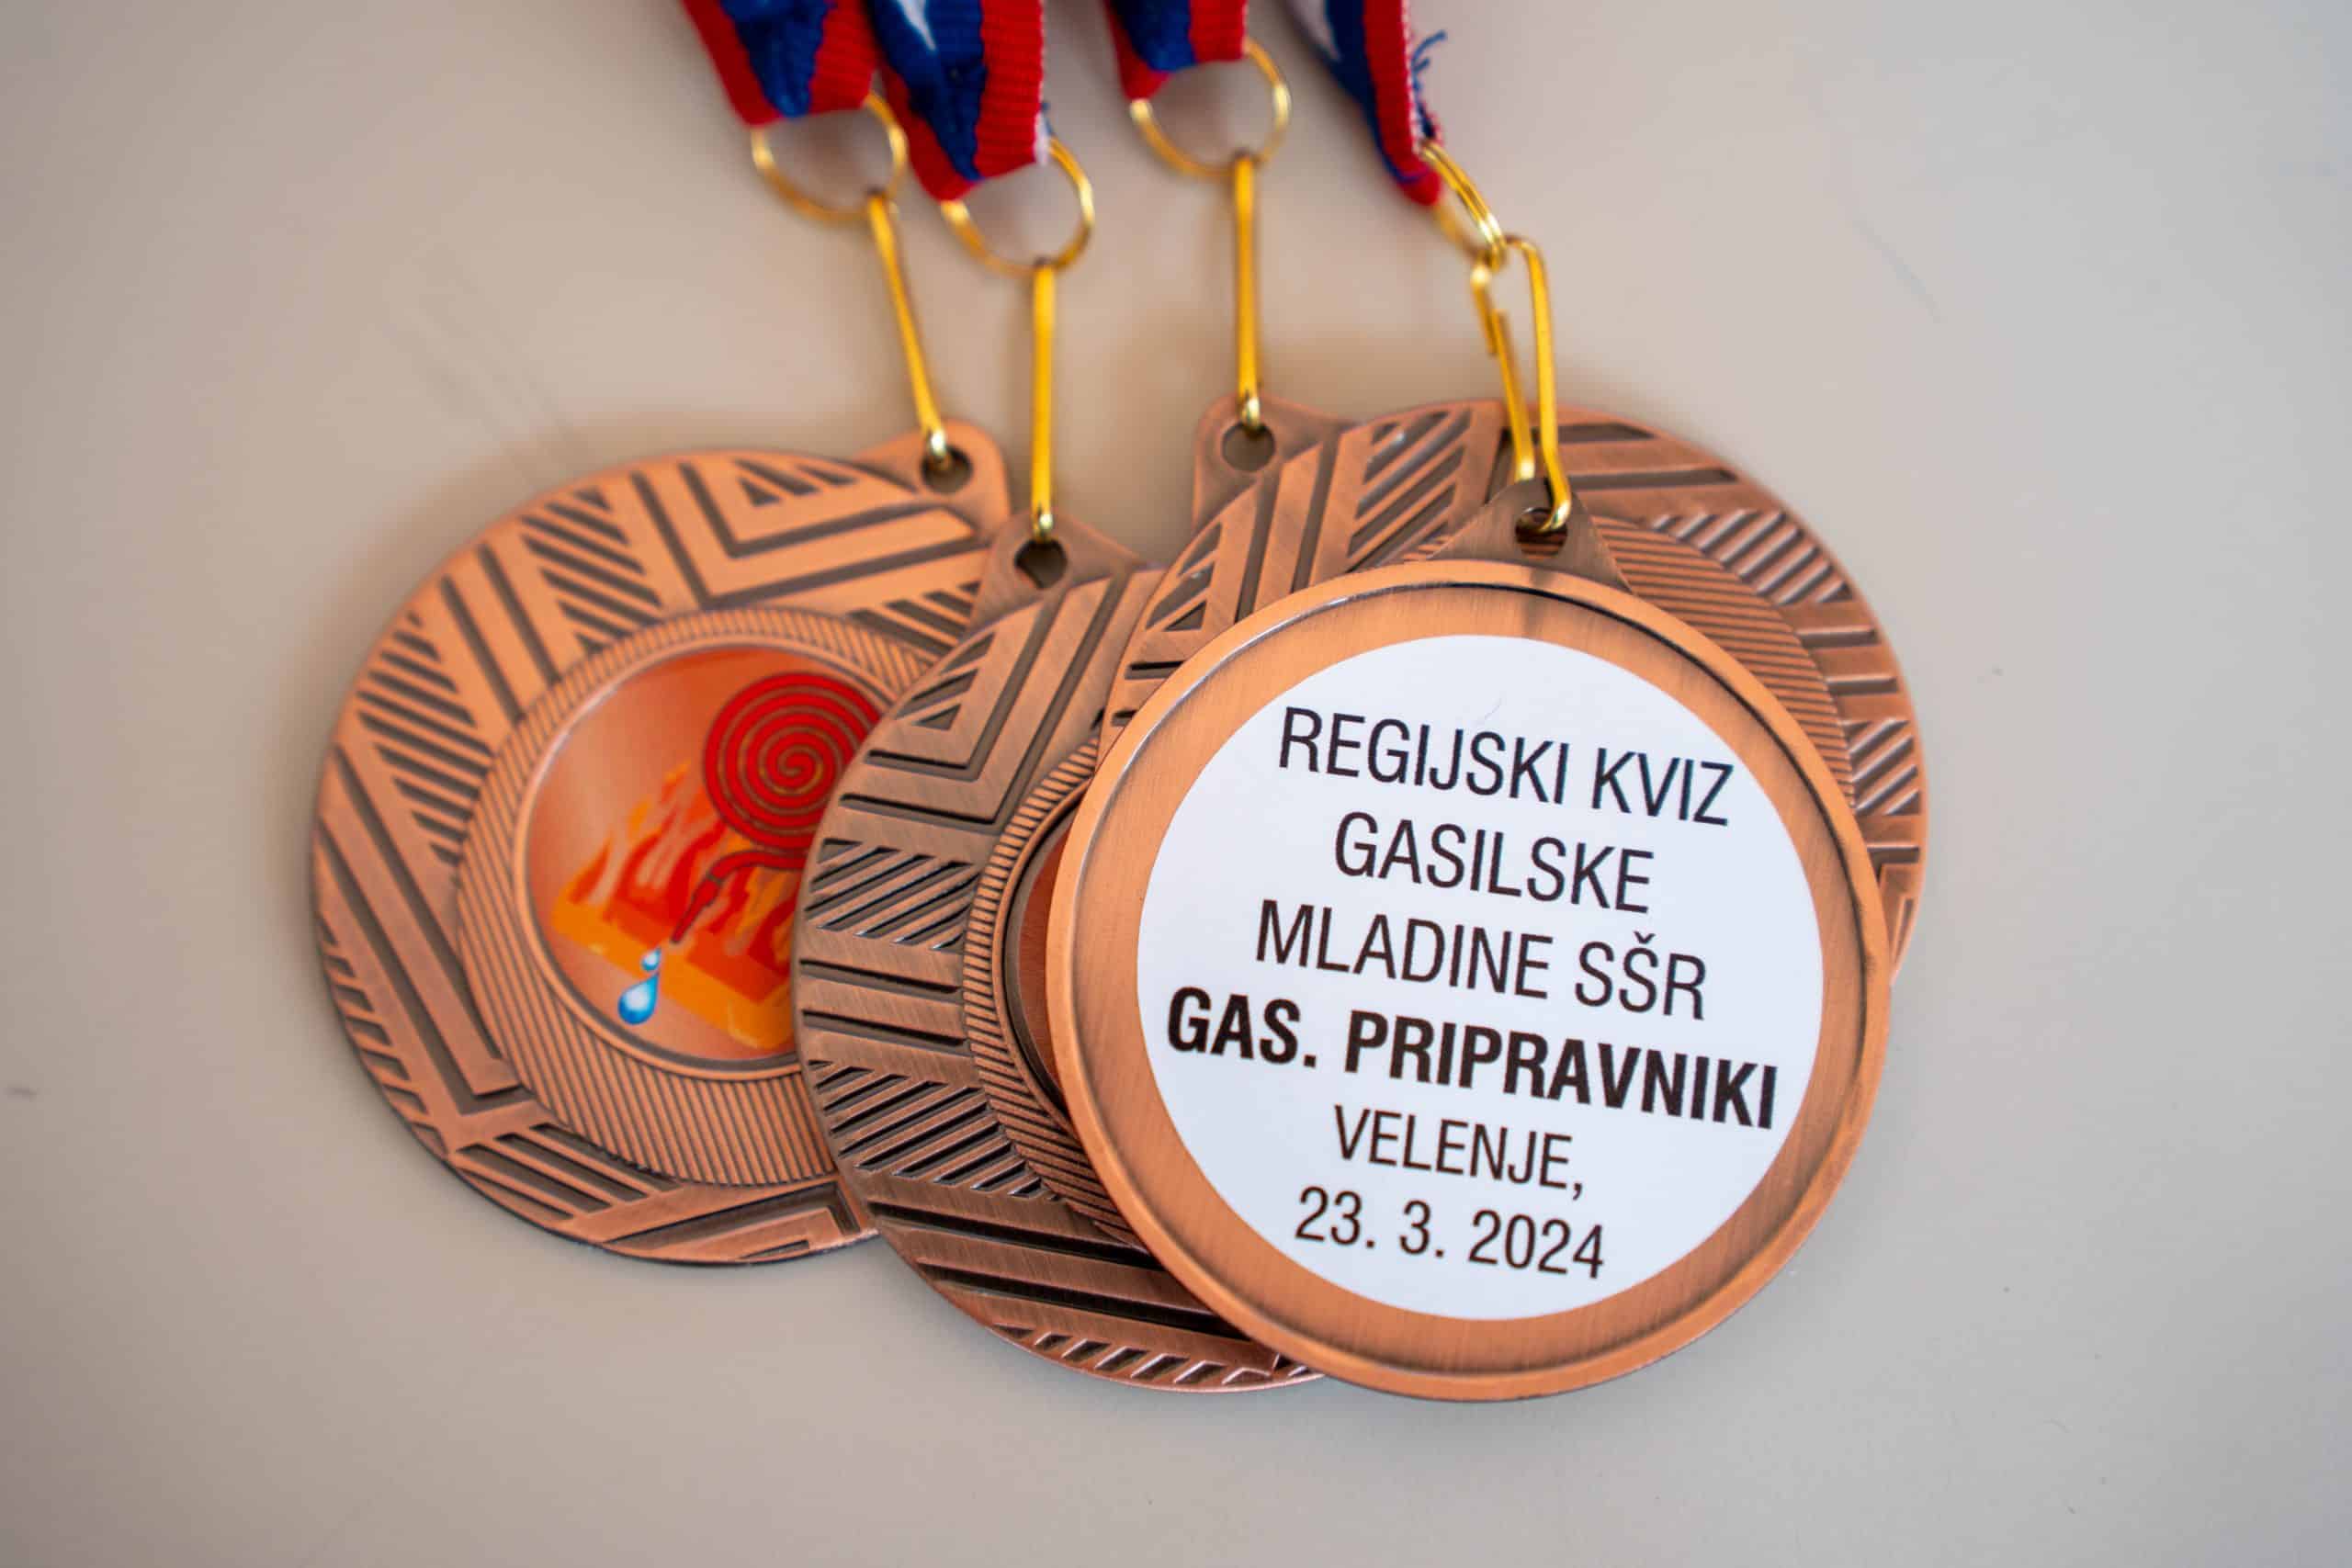 REGIJSKI KVIZ
GASILSKE
MLADINE SŠR
GAS. PRIPRAVNIKI
VELENJE,
23. 3. 2024